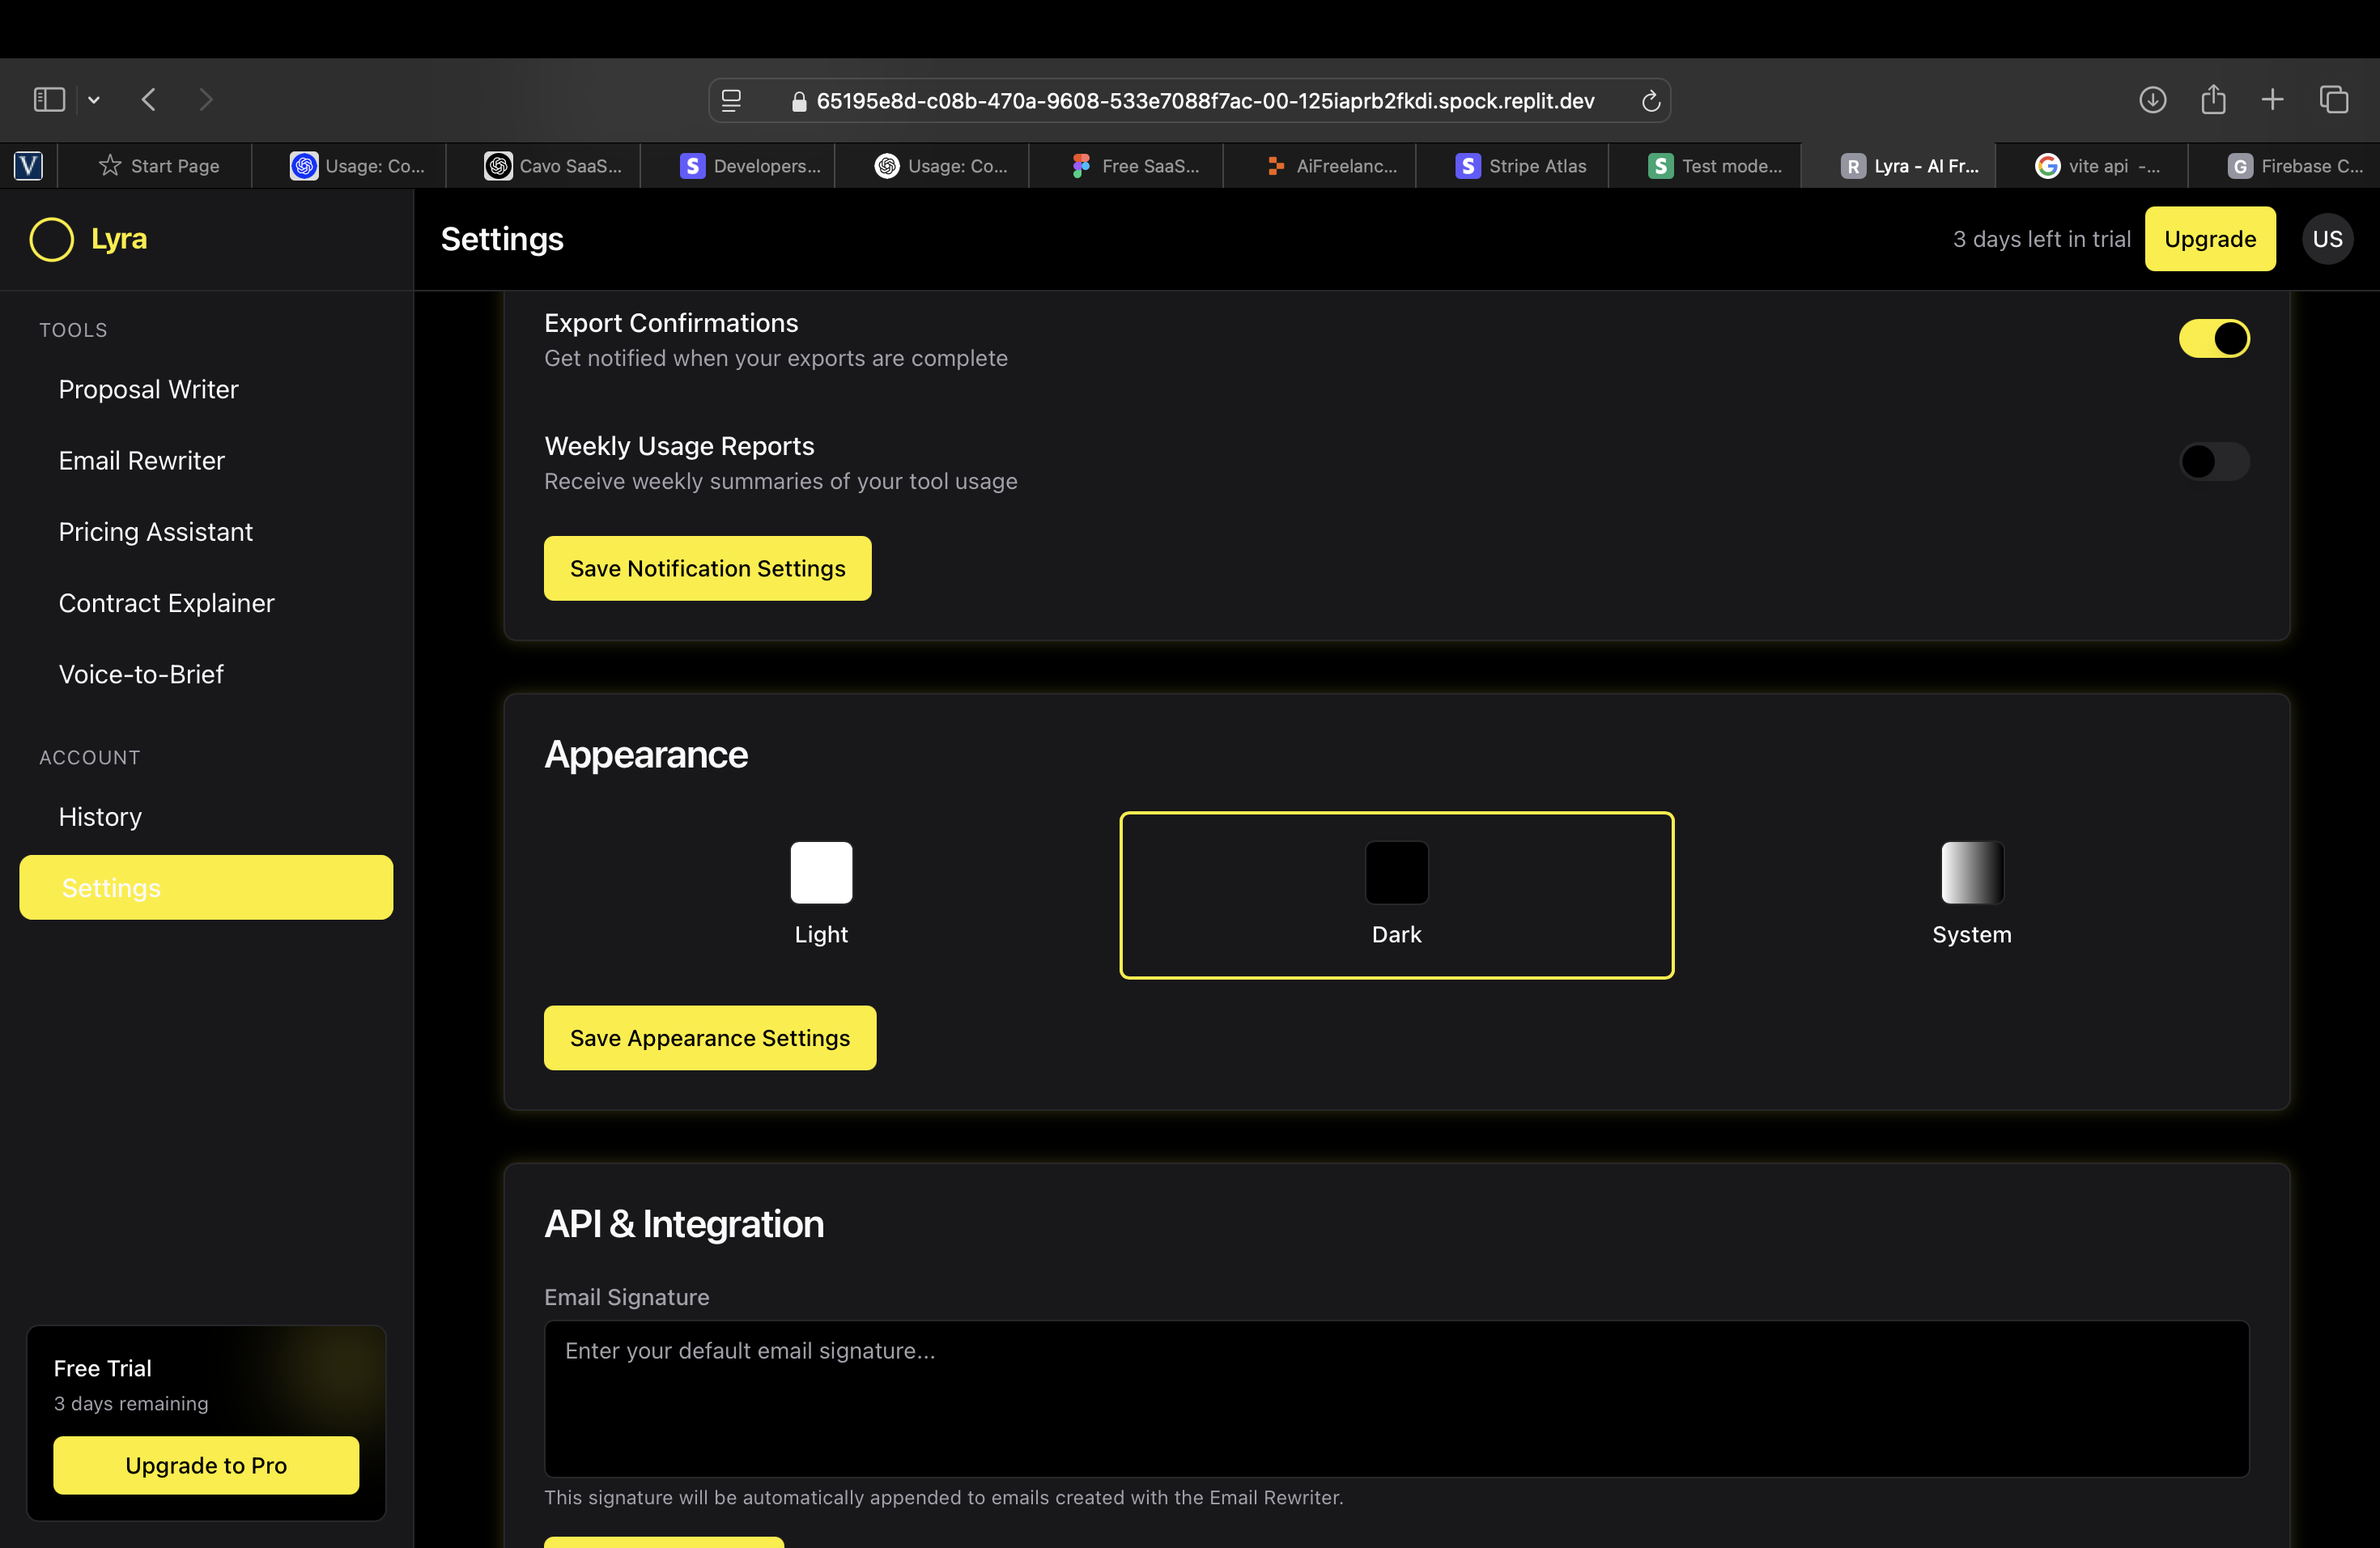 65195e8d-c08b-470a-9608-533e7088f7ac-00-125iaprb2fkdi.spock.replit.dev
V
Start Page
Usage: Co...
Cavo SaaS...
S Developers...
Usage: Co...
Free SaaS...
AiFreelanc...
S Stripe Atlas
S Test mode...
R Lyra - AI Fr...
G vite api -...
G Firebase C...
Lyra
Settings
3 days left in trial
Upgrade
US
TOOLS
Proposal Writer
Email Rewriter
Pricing Assistant
Contract Explainer
Voice-to-Brief
ACCOUNT
History
Settings
Free Trial
3 days remaining
Upgrade to Pro
Export Confirmations
Get notified when your exports are complete
Weekly Usage Reports
Receive weekly summaries of your tool usage
Save Notification Settings
Appearance
Light
Dark
System
Save Appearance Settings
API & Integration
Email Signature
Enter your default email signature...
This signature will be automatically appended to emails created with the Email Rewriter.